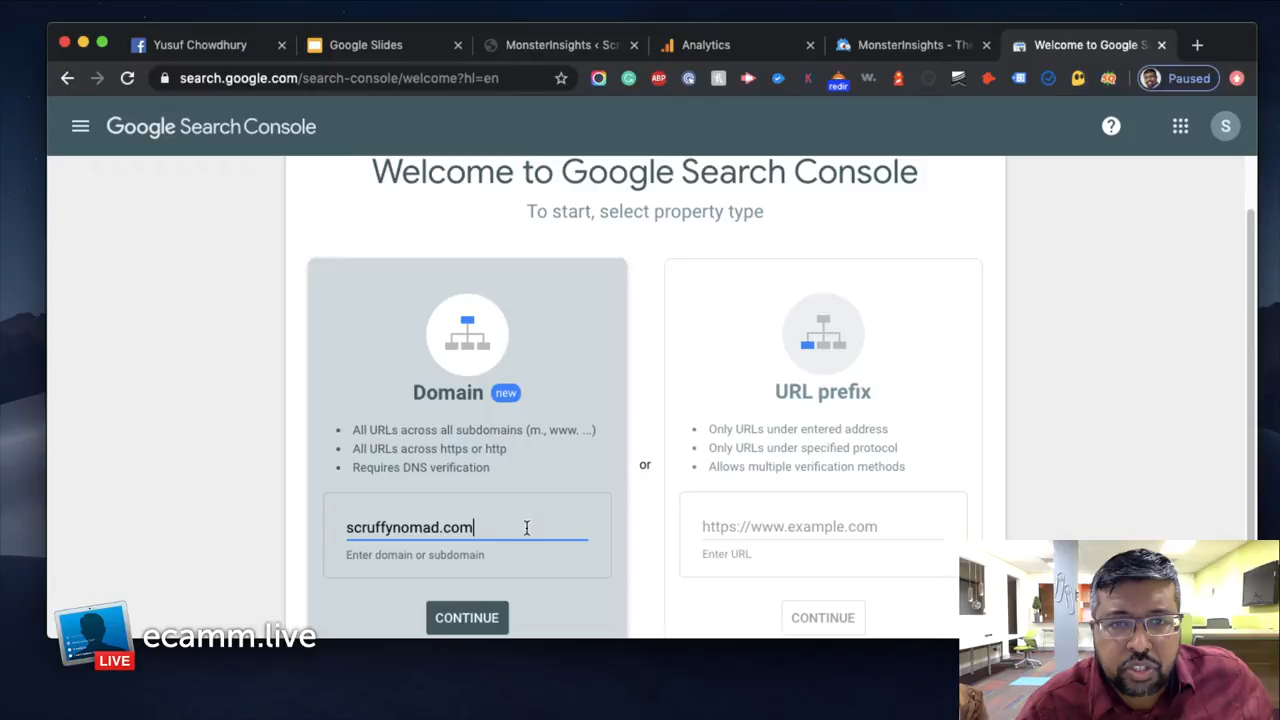 Yusuf Chowdhury
Google Slides
MonsterInsights ‹ Scr
Analytics
MonsterInsights - The
Welcome to Google S
search.google.com/search-console/welcome?hl=en
ABP
K
redir
w.
Paused
Google Search Console
S
Welcome to Google Search Console
To start, select property type
Domain new
All URLs across all subdomains (m., www. ...)
All URLs across https or http
Requires DNS verification
scruffynomad.com
Enter domain or subdomain
CONTINUE
or
URL prefix
Only URLs under entered address
Only URLs under specified protocol
Allows multiple verification methods
https://www.example.com
Enter URL
CONTINUE
ecamm.live
LIVE